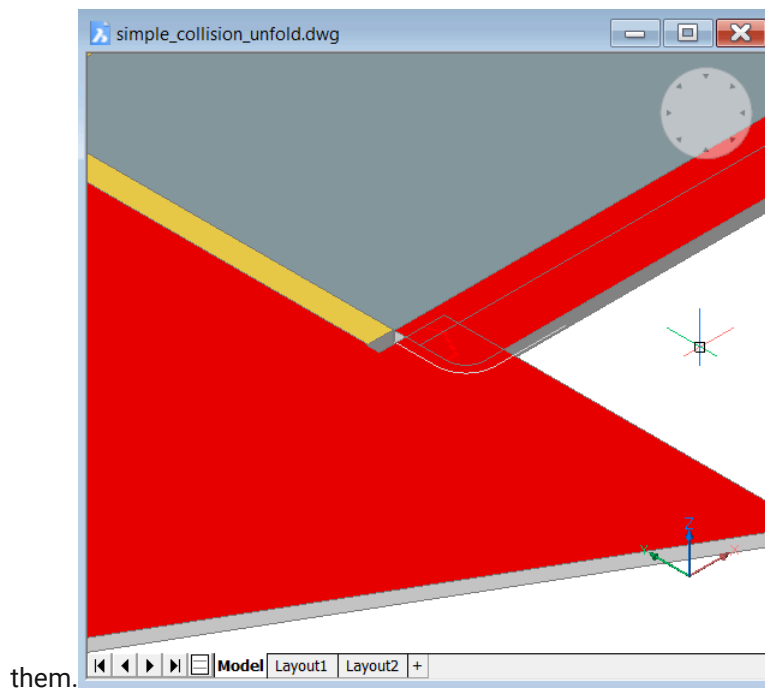 simple_collision_unfold.dwg
Z
Y
X
them.
Model Layout1 Layout2 +